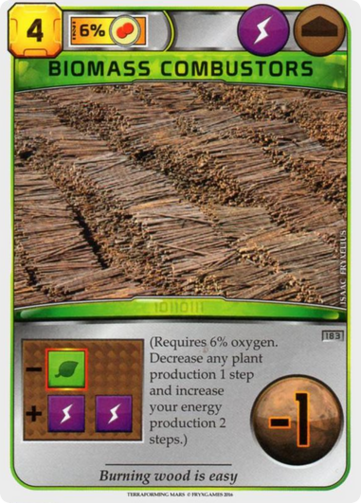 4 6%
BIOMASS COMBUSTORS
ISAAC FRYXELIUS
10110111
183
(Requires 6% oxygen.
Decrease any plant
production 1 step
and increase
your energy
production 2
steps.)
-
+
-1
Burning wood is easy
TERRAFORMING MARS © FRYXGAMES 2016